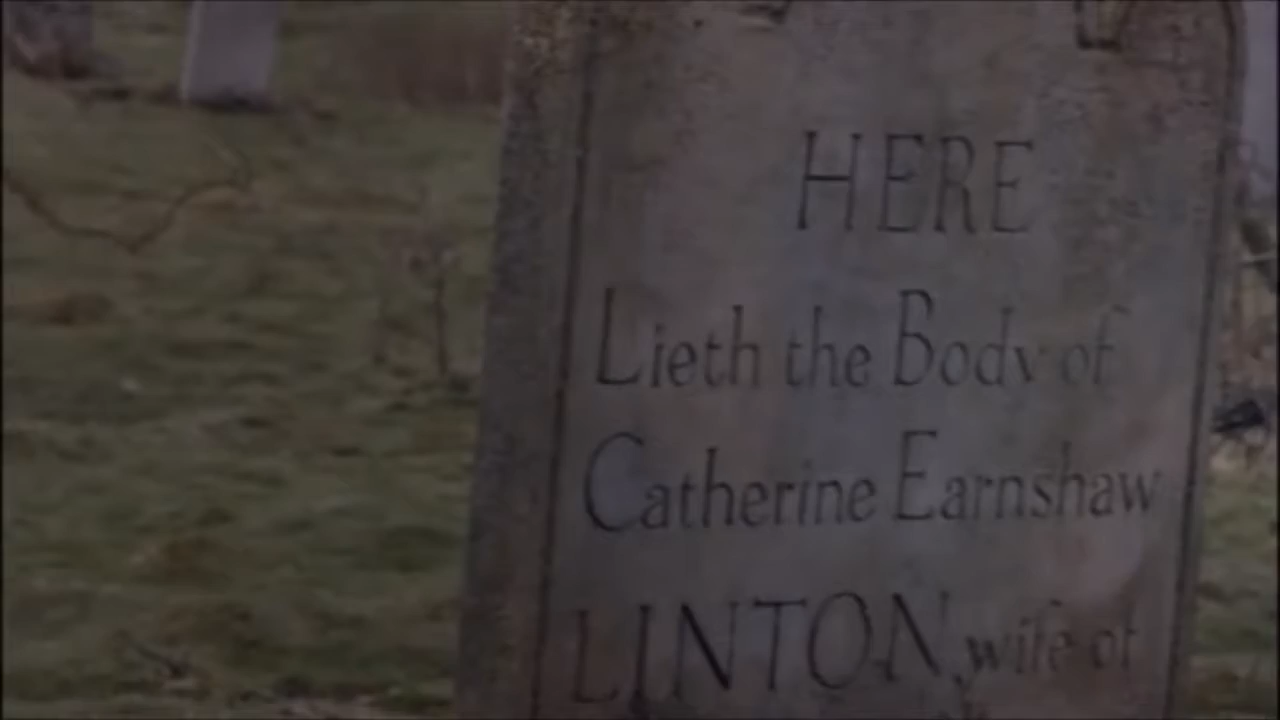 HERE
Lieth the Body of
Catherine Earnshaw
LINTON, wife of